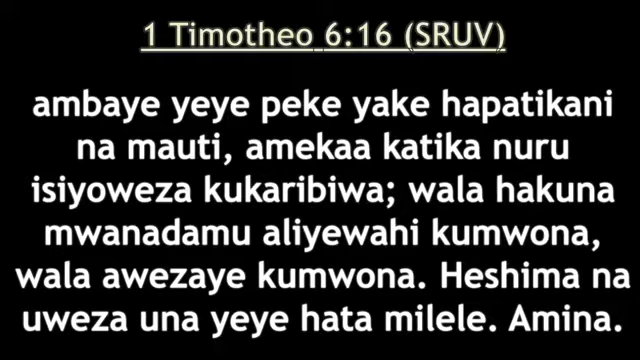 1 Timotheo 6:16 (SRUV)
ambaye yeye peke yake hapatikani
na mauti, amekaa katika nuru
isiyoweza kukaribiwa; wala hakuna
mwanadamu aliyewahi kumwona,
wala awezaye kumwona. Heshima na
uweza una yeye hata milele. Amina.